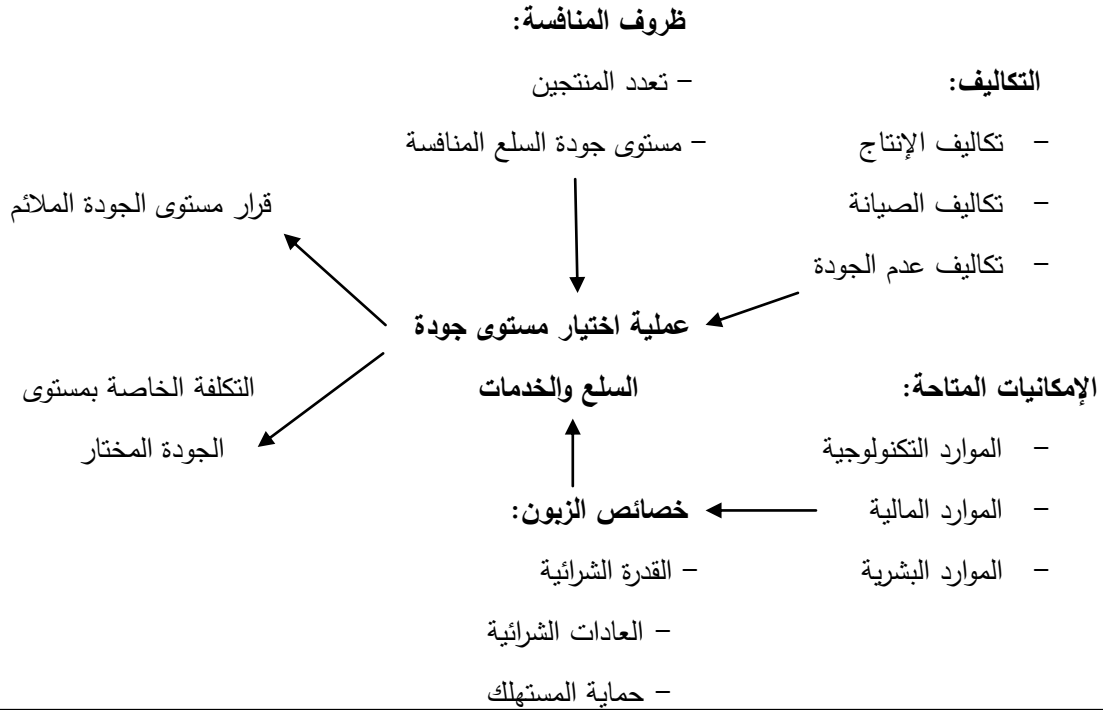 ظروف المنافسة:
– تعدد المنتجين
– مستوى جودة السلع المنافسة
التكاليف:
– تكاليف الإنتاج
– تكاليف الصيانة
– تكاليف عدم الجودة
قرار مستوى الجودة الملائم
عملية اختيار مستوى جودة
السلع والخدمات
التكلفة الخاصة بمستوى
الجودة المختار
الإمكانيات المتاحة:
– الموارد التكنولوجية
– الموارد المالية
– الموارد البشرية
خصائص الزبون:
– القدرة الشرائية
– العادات الشرائية
– حماية المستهلك